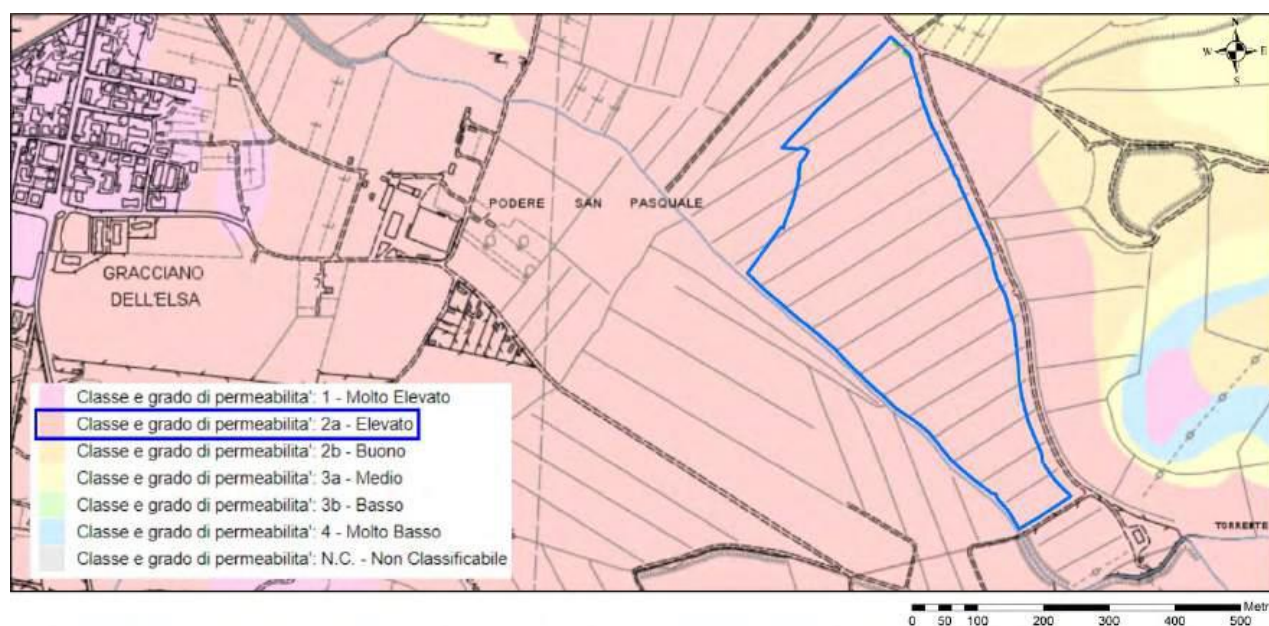 N
W E
S
PODERE SAN PASQUALE
GRACCIANO
DELL'ELSA
Classe e grado di permeabilita': 1 - Molto Elevato
Classe e grado di permeabilita': 2a - Elevato
Classe e grado di permeabilita': 2b - Buono
Classe e grado di permeabilita': 3a - Medio
Classe e grado di permeabilita': 3b - Basso
Classe e grado di permeabilita': 4 - Molto Basso
Classe e grado di permeabilita': N.C. - Non Classificabile
TORRENTE
Metr
0 50 100 200 300 400 500